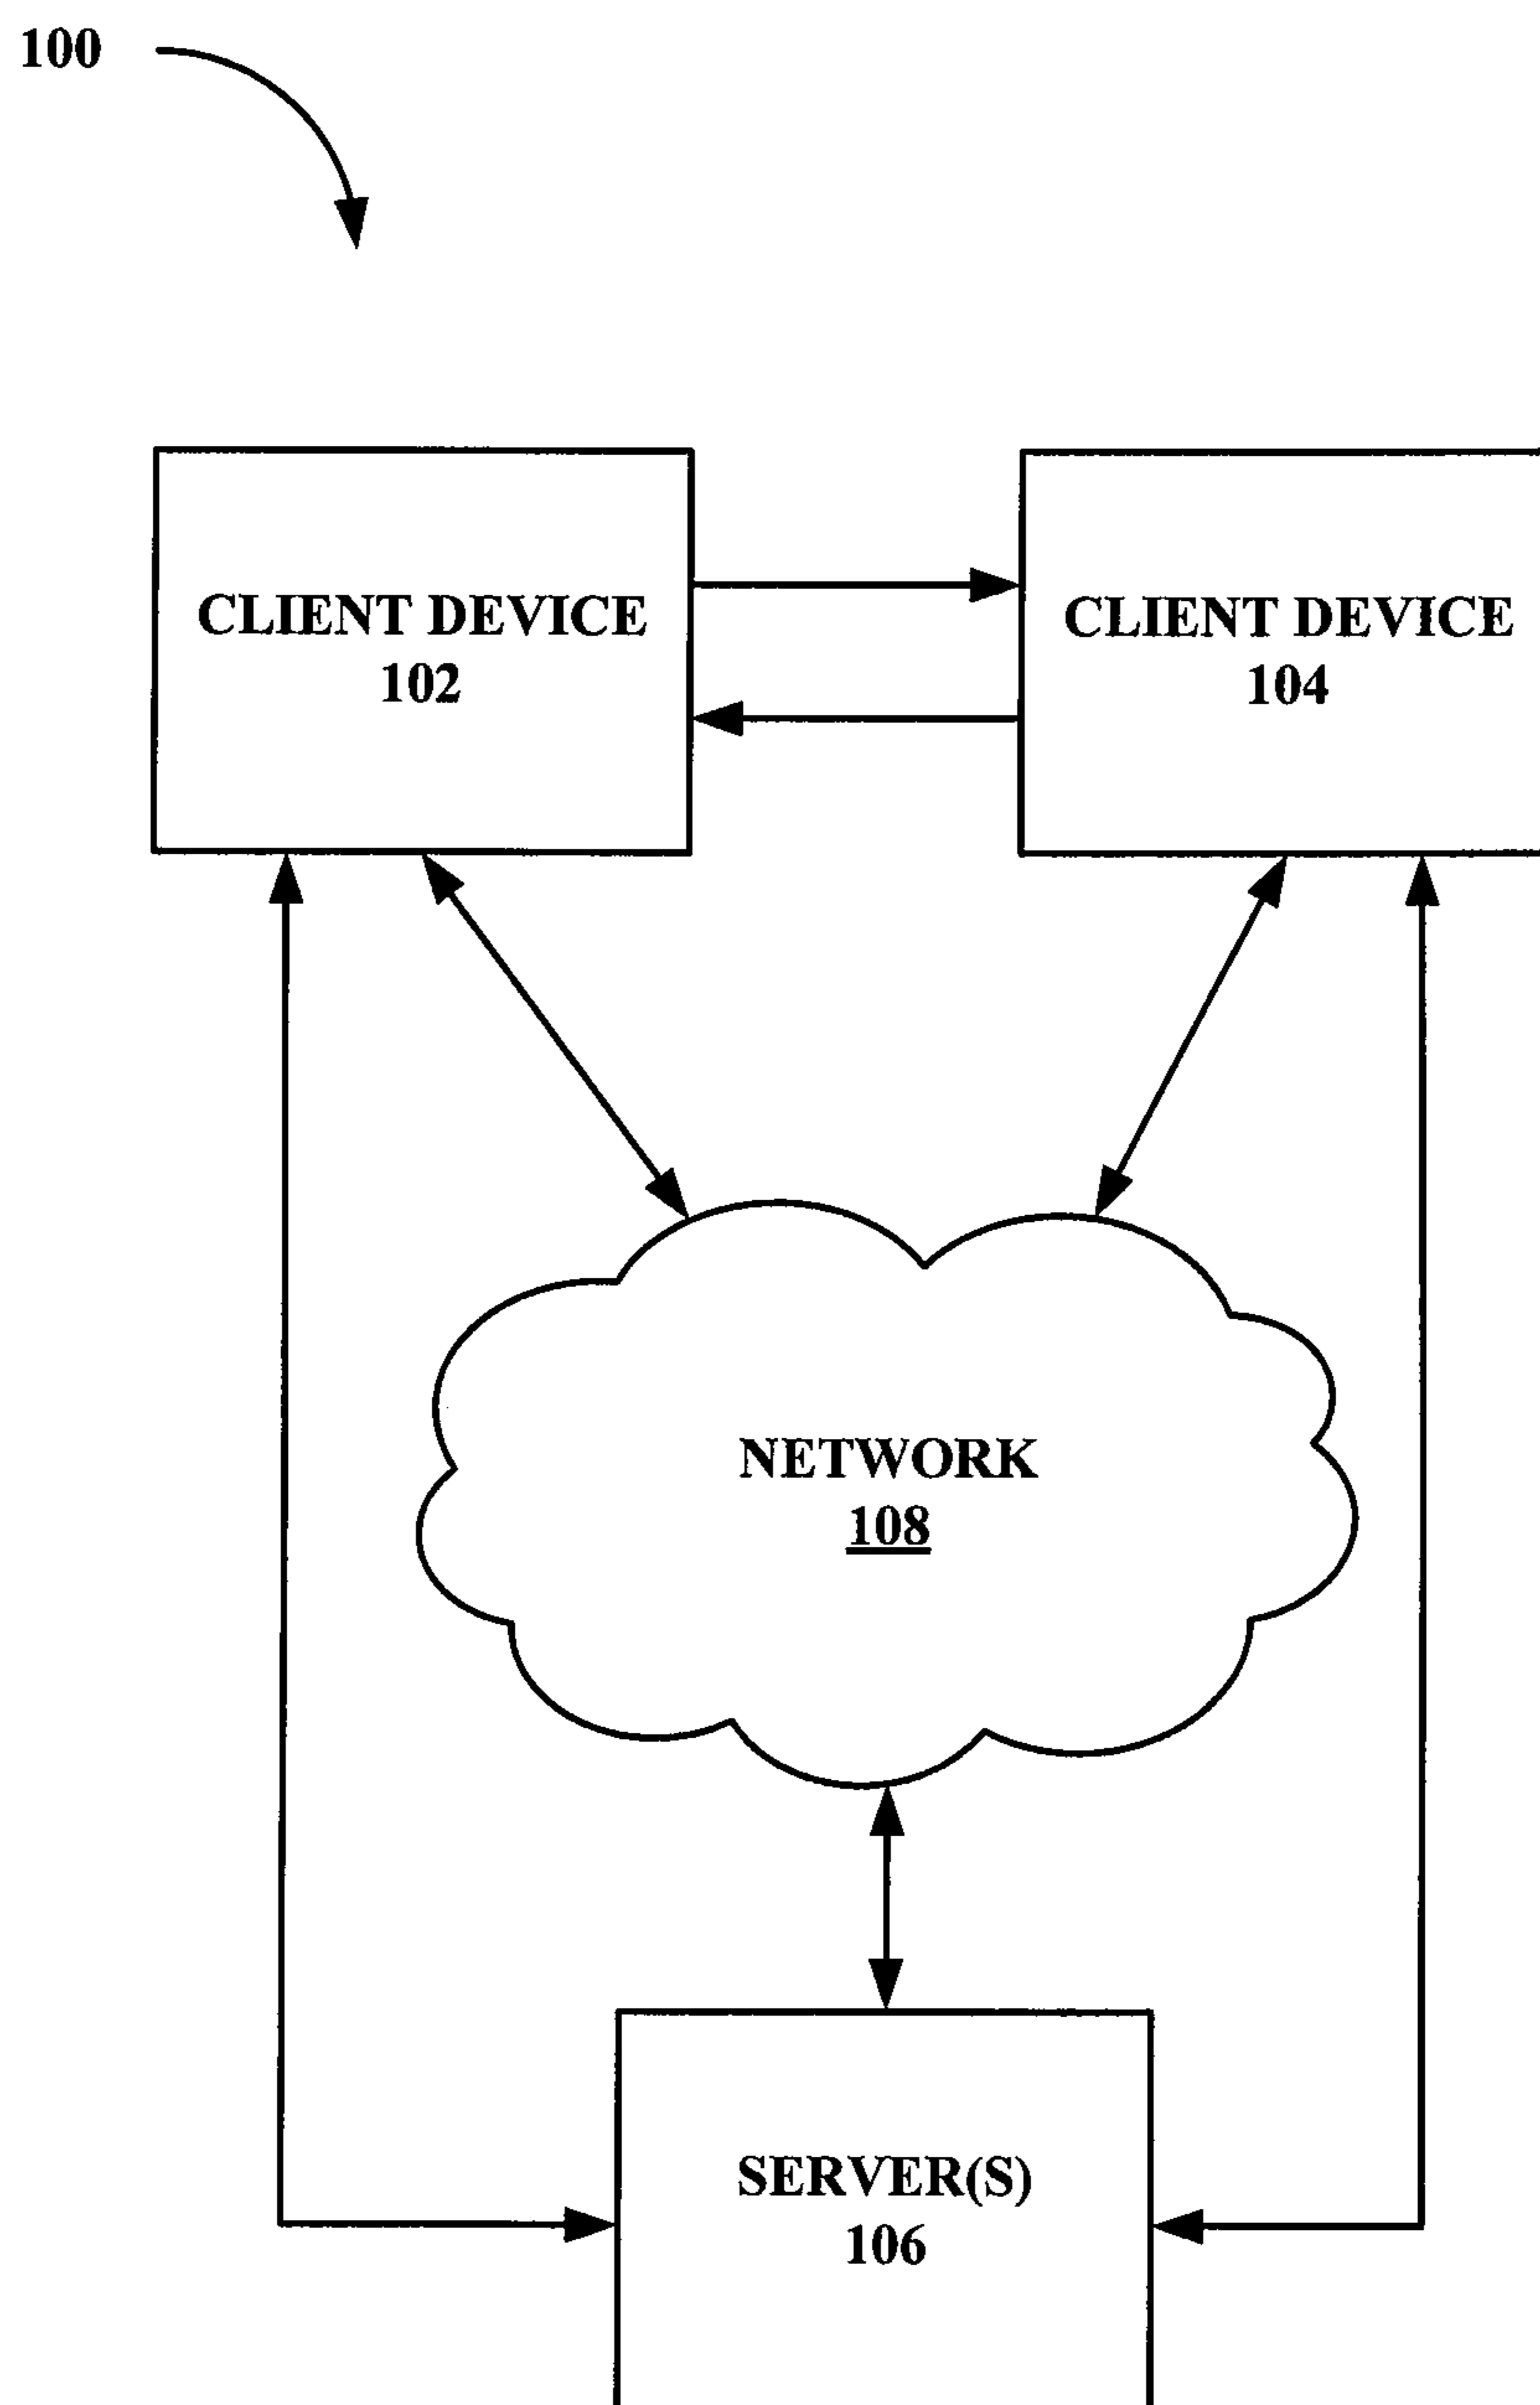 100
CLIENT DEVICE
102
CLIENT DEVICE
104
NETWORK
108
SERVER(S)
106